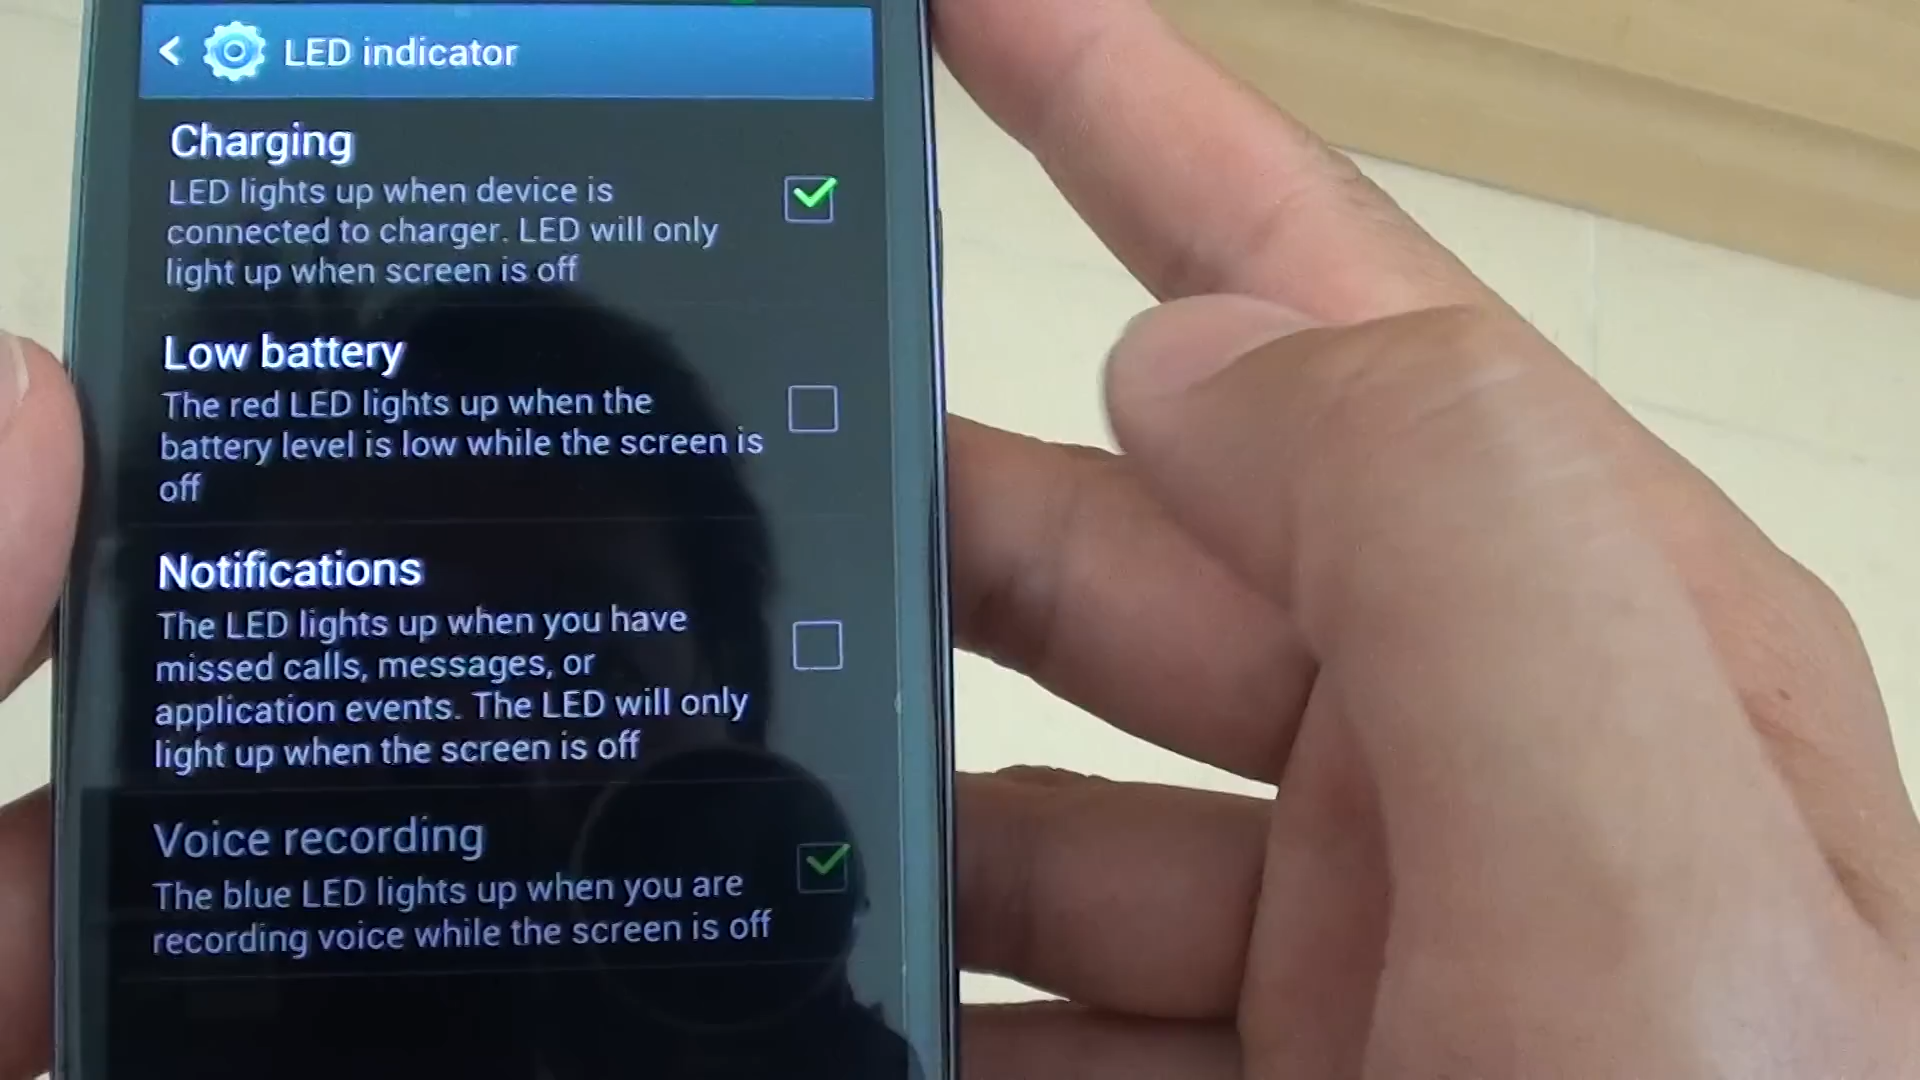 LED indicator
Charging
LED lights up when device is
connected to charger. LED will only
light up when screen is off
Low battery
The red LED lights up when the
battery level is low while the screen is
off
Notifications
The LED lights up when you have
missed calls, messages, or
application events. The LED will only
light up when the screen is off
Voice recording
The blue LED lights up when you are
recording voice while the screen is off